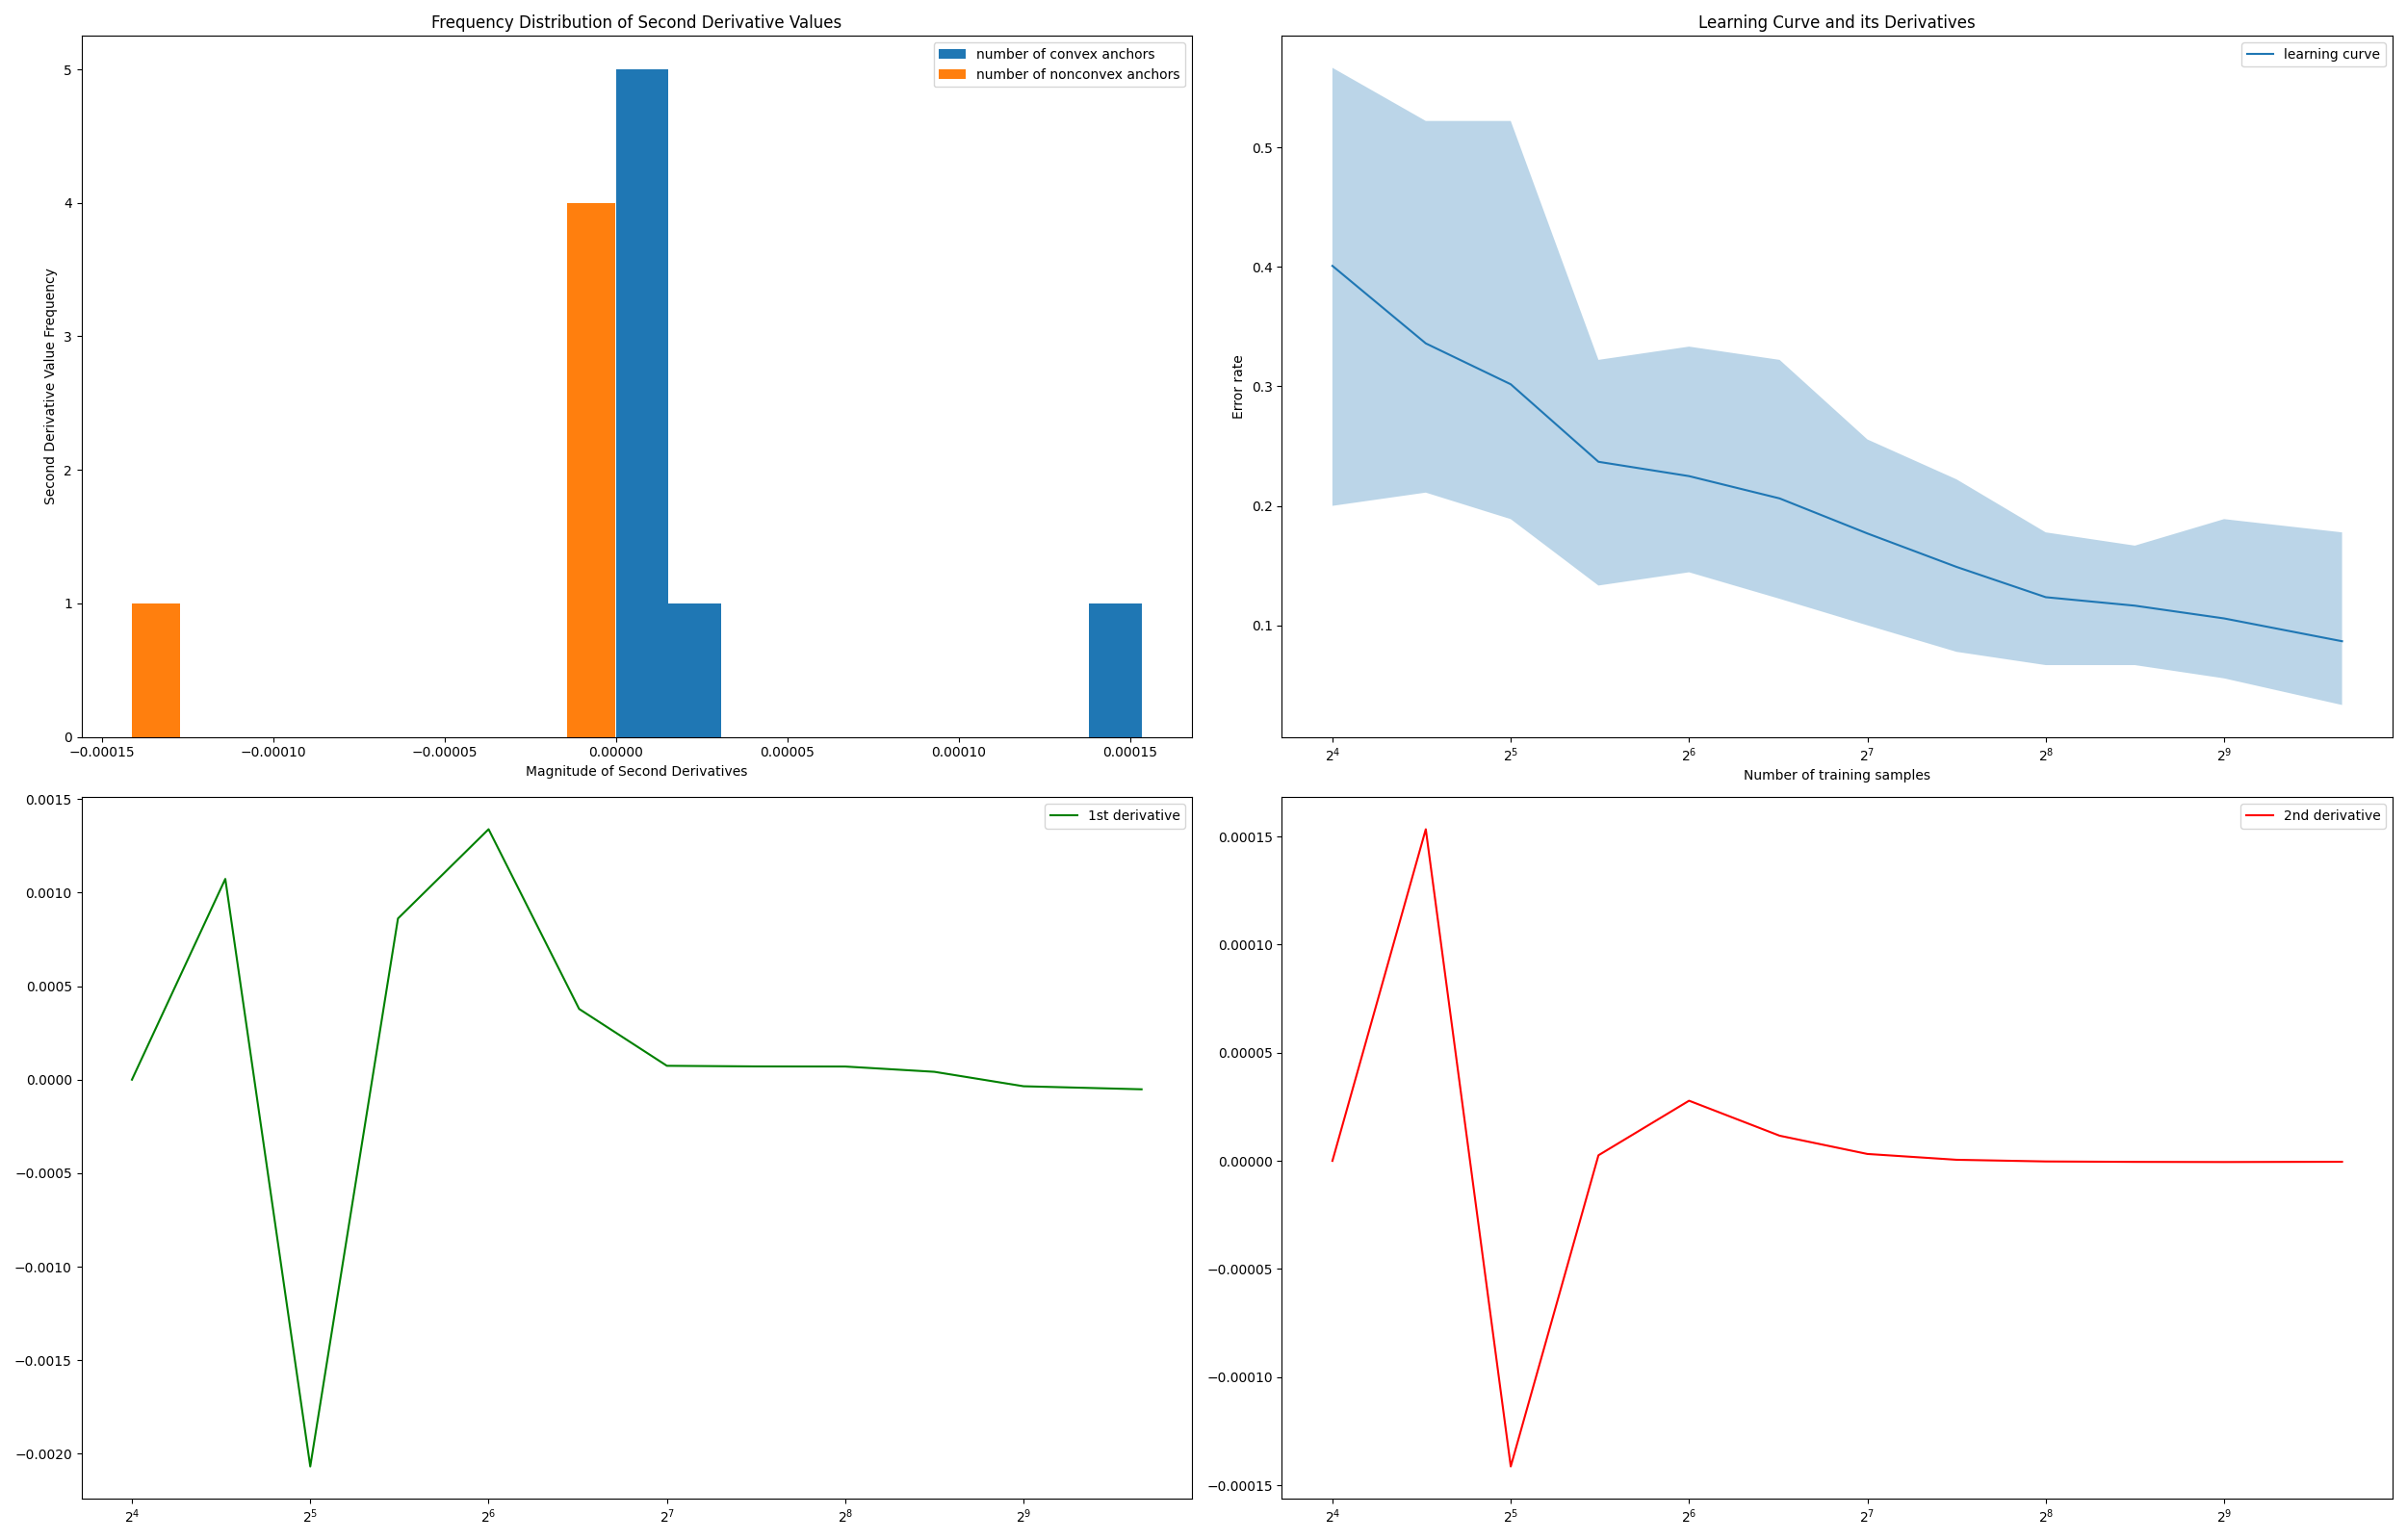 Frequency Distribution of Second Derivative Values
number of convex anchors
number of nonconvex anchors
Second Derivative Value Frequency
5
4
3
2
1
0
−0.00015 −0.00010 −0.00005 0.00000 0.00005 0.00010 0.00015
Magnitude of Second Derivatives
Learning Curve and its Derivatives
learning curve
Error rate
0.5
0.4
0.3
0.2
0.1
2⁴ 2⁵ 2⁶ 2⁷ 2⁸ 2⁹
Number of training samples
1st derivative
0.0015
0.0010
0.0005
0.0000
−0.0005
−0.0010
−0.0015
−0.0020
2⁴ 2⁵ 2⁶ 2⁷ 2⁸ 2⁹
2nd derivative
0.00015
0.00010
0.00005
0.00000
−0.00005
−0.00010
−0.00015
2⁴ 2⁵ 2⁶ 2⁷ 2⁸ 2⁹